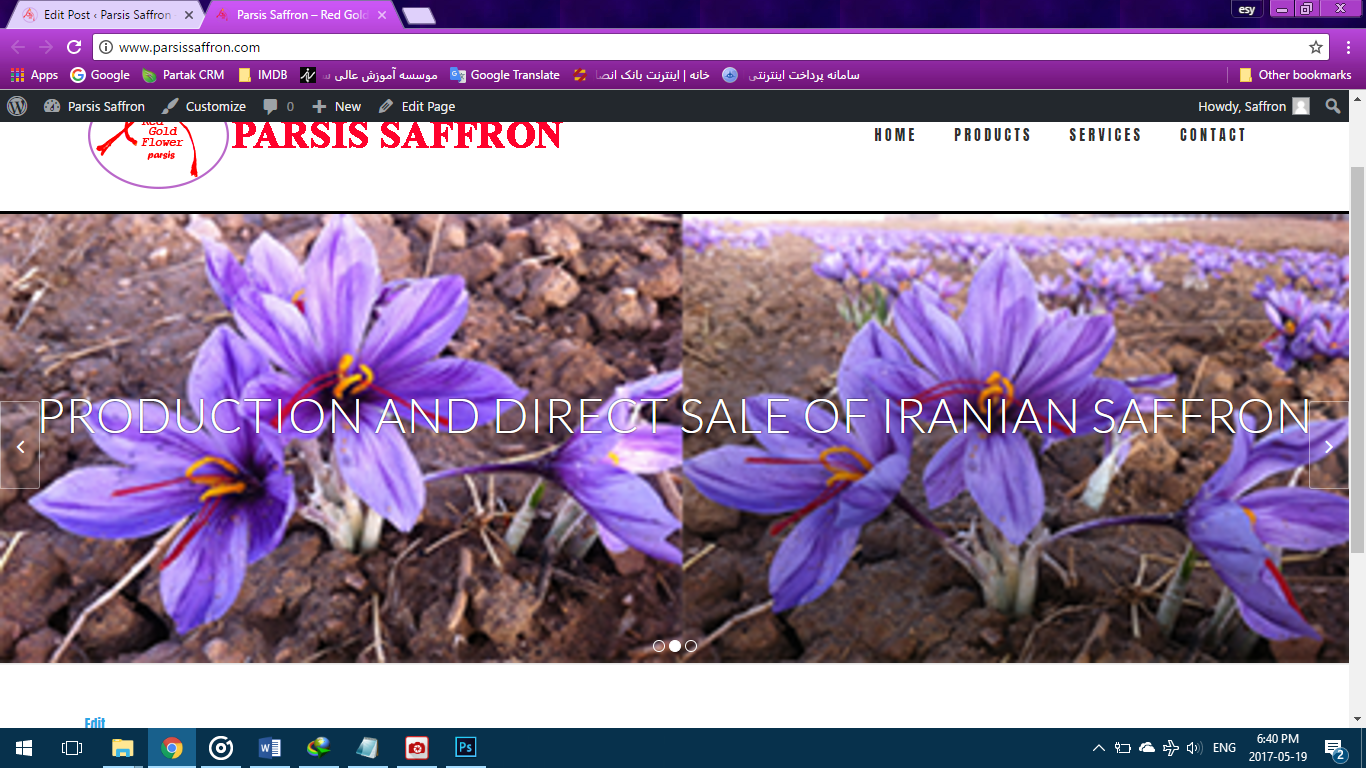 esy
Edit Post ‹ Parsis Saffron
Parsis Saffron – Red Gold
www.parsissaffron.com
Apps
Google
Partak CRM
IMDB
موسسه آموزش عالی
Google Translate
خانه | اینترنت بانک انصا
سامانه پرداخت اینترنتی
Other bookmarks
Parsis Saffron
Customize
0
New
Edit Page
Howdy, Saffron
Red
Gold
Flower
parsis
PARSIS SAFFRON
HOME
PRODUCTS
SERVICES
CONTACT
PRODUCTION AND DIRECT SALE OF IRANIAN SAFFRON
Edit
W
Ps
ENG
6:40 PM
2017-05-19
2